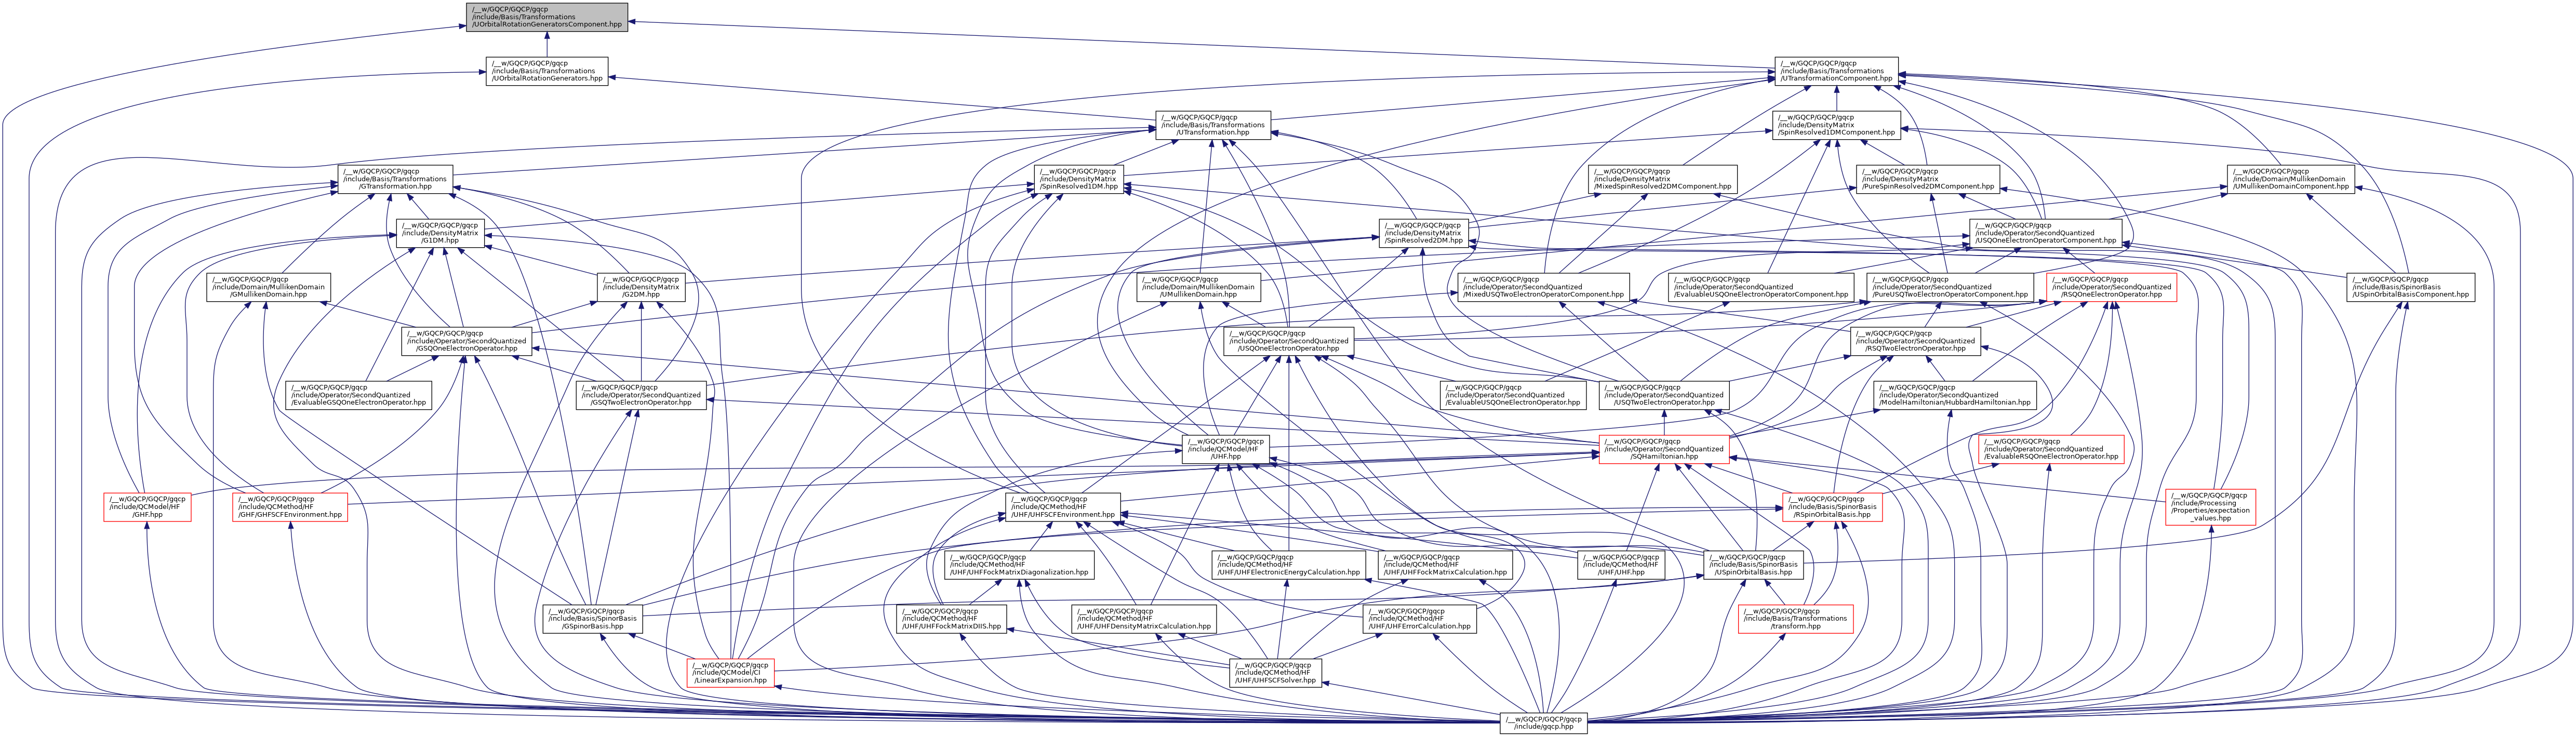 /__w/GQCP/GQCP/gqcp
/include/Basis/Transformations
/UOrbitalRotationGeneratorsComponent.hpp
/__w/GQCP/GQCP/gqcp
/include/Basis/Transformations
/UOrbitalRotationGenerators.hpp
/__w/GQCP/GQCP/gqcp
/include/Basis/Transformations
/UTransformationComponent.hpp
/__w/GQCP/GQCP/gqcp
/include/Basis/Transformations
/UTransformation.hpp
/__w/GQCP/GQCP/gqcp
/include/DensityMatrix
/SpinResolved1DMComponent.hpp
/__w/GQCP/GQCP/gqcp
/include/Basis/Transformations
/GTransformation.hpp
/__w/GQCP/GQCP/gqcp
/include/DensityMatrix
/SpinResolved1DM.hpp
/__w/GQCP/GQCP/gqcp
/include/DensityMatrix
/MixedSpinResolved2DMComponent.hpp
/__w/GQCP/GQCP/gqcp
/include/DensityMatrix
/PureSpinResolved2DMComponent.hpp
/__w/GQCP/GQCP/gqcp
/include/Domain/MullikenDomain
/UMullikenDomainComponent.hpp
/__w/GQCP/GQCP/gqcp
/include/DensityMatrix
/G1DM.hpp
/__w/GQCP/GQCP/gqcp
/include/DensityMatrix
/SpinResolved2DM.hpp
/__w/GQCP/GQCP/gqcp
/include/Operator/SecondQuantized
/USQOneElectronOperatorComponent.hpp
/__w/GQCP/GQCP/gqcp
/include/Domain/MullikenDomain
/GMullikenDomain.hpp
/__w/GQCP/GQCP/gqcp
/include/DensityMatrix
/G2DM.hpp
/__w/GQCP/GQCP/gqcp
/include/Domain/MullikenDomain
/UMullikenDomain.hpp
/__w/GQCP/GQCP/gqcp
/include/Operator/SecondQuantized
/MixedUSQTwoElectronOperatorComponent.hpp
/__w/GQCP/GQCP/gqcp
/include/Operator/SecondQuantized
/EvaluableUSQOneElectronOperatorComponent.hpp
/__w/GQCP/GQCP/gqcp
/include/Operator/SecondQuantized
/PureUSQTwoElectronOperatorComponent.hpp
/__w/GQCP/GQCP/gqcp
/include/Operator/SecondQuantized
/RSQOneElectronOperator.hpp
/__w/GQCP/GQCP/gqcp
/include/Basis/SpinorBasis
/USpinOrbitalBasisComponent.hpp
/__w/GQCP/GQCP/gqcp
/include/Operator/SecondQuantized
/GSQOneElectronOperator.hpp
/__w/GQCP/GQCP/gqcp
/include/Operator/SecondQuantized
/USQOneElectronOperator.hpp
/__w/GQCP/GQCP/gqcp
/include/Operator/SecondQuantized
/RSQTwoElectronOperator.hpp
/__w/GQCP/GQCP/gqcp
/include/Operator/SecondQuantized
/EvaluableGSQOneElectronOperator.hpp
/__w/GQCP/GQCP/gqcp
/include/Operator/SecondQuantized
/GSQTwoElectronOperator.hpp
/__w/GQCP/GQCP/gqcp
/include/Operator/SecondQuantized
/EvaluableUSQOneElectronOperator.hpp
/__w/GQCP/GQCP/gqcp
/include/Operator/SecondQuantized
/USQTwoElectronOperator.hpp
/__w/GQCP/GQCP/gqcp
/include/Operator/SecondQuantized
/ModelHamiltonian/HubbardHamiltonian.hpp
/__w/GQCP/GQCP/gqcp
/include/QCModel/HF
/UHF.hpp
/__w/GQCP/GQCP/gqcp
/include/Operator/SecondQuantized
/SQHamiltonian.hpp
/__w/GQCP/GQCP/gqcp
/include/Operator/SecondQuantized
/EvaluableRSQOneElectronOperator.hpp
/__w/GQCP/GQCP/gqcp
/include/QCModel/HF
/GHF.hpp
/__w/GQCP/GQCP/gqcp
/include/QCMethod/HF
/GHF/GHFSCFEnvironment.hpp
/__w/GQCP/GQCP/gqcp
/include/QCMethod/HF
/UHF/UHFSCFEnvironment.hpp
/__w/GQCP/GQCP/gqcp
/include/Basis/SpinorBasis
/RSpinOrbitalBasis.hpp
/__w/GQCP/GQCP/gqcp
/include/Processing
/Properties/expectation
_values.hpp
/__w/GQCP/GQCP/gqcp
/include/QCMethod/HF
/UHF/UHFFockMatrixDiagonalization.hpp
/__w/GQCP/GQCP/gqcp
/include/QCMethod/HF
/UHF/UHFElectronicEnergyCalculation.hpp
/__w/GQCP/GQCP/gqcp
/include/QCMethod/HF
/UHF/UHFFockMatrixCalculation.hpp
/__w/GQCP/GQCP/gqcp
/include/QCMethod/HF
/UHF/UHF.hpp
/__w/GQCP/GQCP/gqcp
/include/Basis/SpinorBasis
/USpinOrbitalBasis.hpp
/__w/GQCP/GQCP/gqcp
/include/Basis/SpinorBasis
/GSpinorBasis.hpp
/__w/GQCP/GQCP/gqcp
/include/QCMethod/HF
/UHF/UHFFockMatrixDIIS.hpp
/__w/GQCP/GQCP/gqcp
/include/QCMethod/HF
/UHF/UHFDensityMatrixCalculation.hpp
/__w/GQCP/GQCP/gqcp
/include/QCMethod/HF
/UHF/UHFErrorCalculation.hpp
/__w/GQCP/GQCP/gqcp
/include/Basis/Transformations
/transform.hpp
/__w/GQCP/GQCP/gqcp
/include/QCModel/CI
/LinearExpansion.hpp
/__w/GQCP/GQCP/gqcp
/include/QCMethod/HF
/UHF/UHFSCFSolver.hpp
/__w/GQCP/GQCP/gqcp
/include/gqcp.hpp